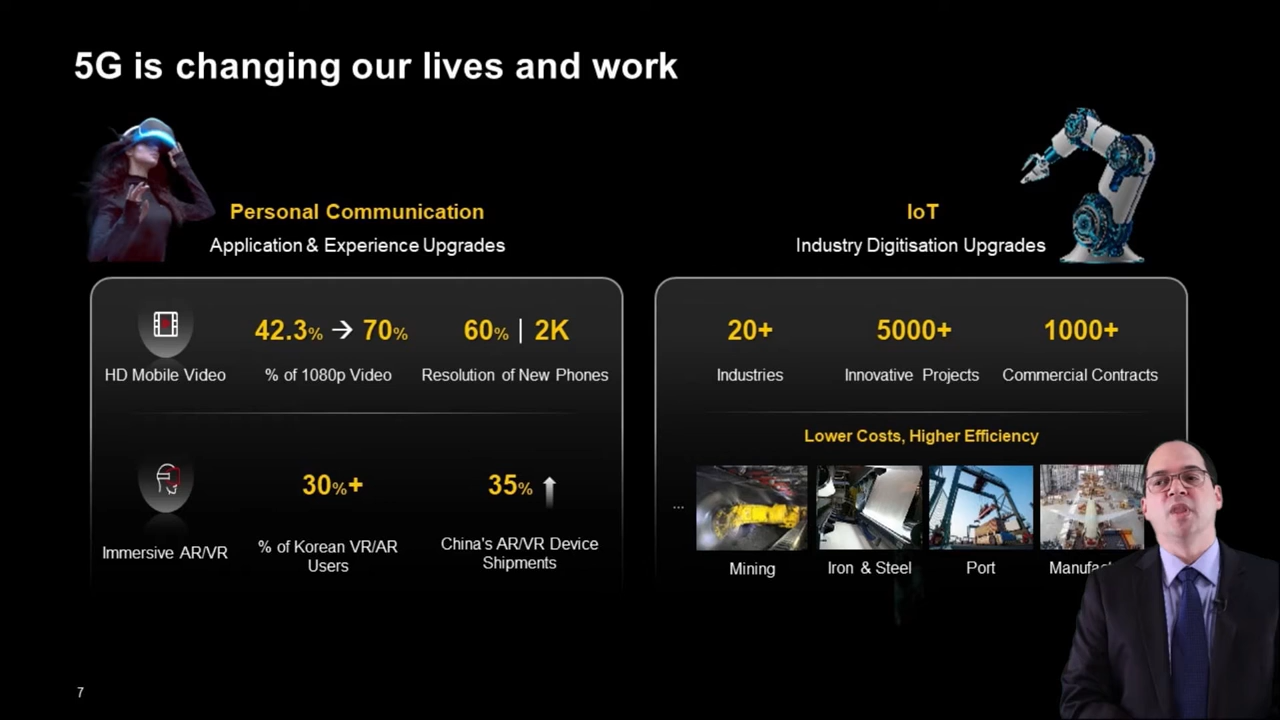 5G is changing our lives and work
Personal Communication
Application & Experience Upgrades
HD Mobile Video
42.3% → 70%
% of 1080p Video
60% | 2K
Resolution of New Phones
Immersive AR/VR
30%+
% of Korean VR/AR
Users
35%
China's AR/VR Device
Shipments
IoT
Industry Digitisation Upgrades
20+
Industries
5000+
Innovative Projects
1000+
Commercial Contracts
Lower Costs, Higher Efficiency
...
Mining
Iron & Steel
Port
7